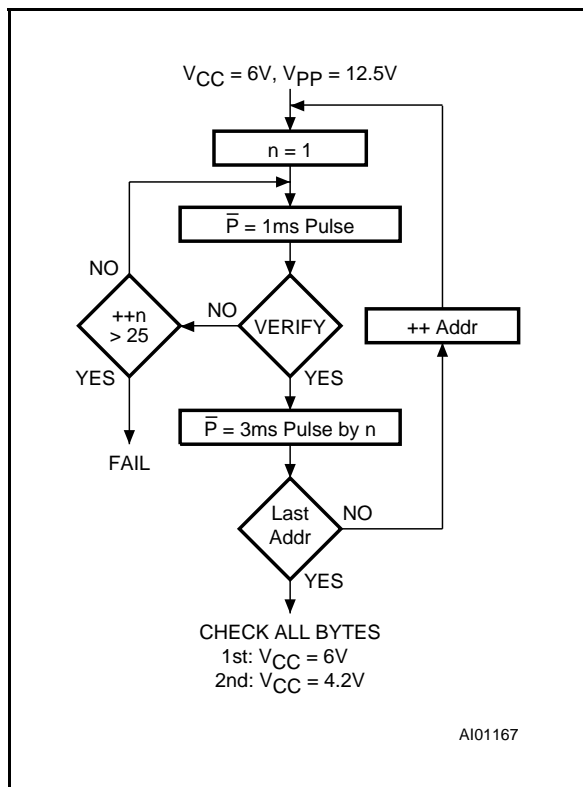 VCC = 6V, VPP = 12.5V
n = 1
P̅ = 1ms Pulse
NO
++n
> 25
NO
VERIFY
++ Addr
YES
YES
P̅ = 3ms Pulse by n
FAIL
Last
Addr
NO
YES
CHECK ALL BYTES
1st: VCC = 6V
2nd: VCC = 4.2V
AI01167